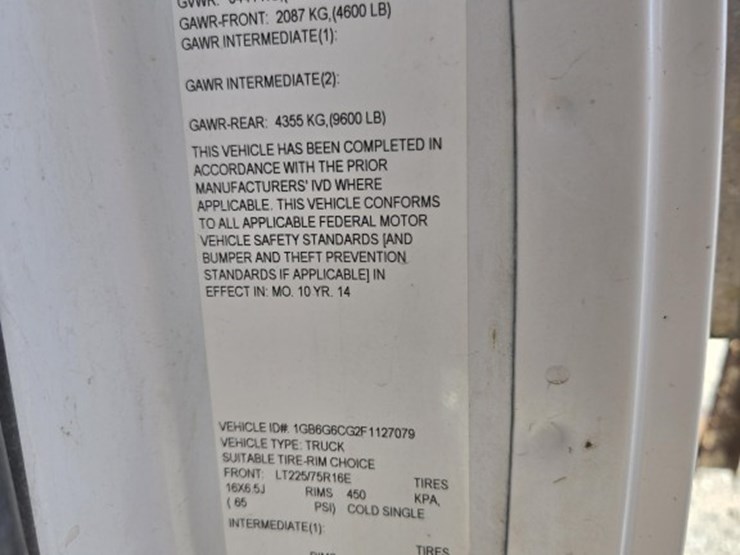 GVWR:
GAWR-FRONT: 2087 KG,(4600 LB)
GAWR INTERMEDIATE(1):
GAWR INTERMEDIATE(2):
GAWR-REAR: 4355 KG,(9600 LB)
THIS VEHICLE HAS BEEN COMPLETED IN
ACCORDANCE WITH THE PRIOR
MANUFACTURERS' IVD WHERE
APPLICABLE. THIS VEHICLE CONFORMS
TO ALL APPLICABLE FEDERAL MOTOR
VEHICLE SAFETY STANDARDS [AND
BUMPER AND THEFT PREVENTION
STANDARDS IF APPLICABLE] IN
EFFECT IN: MO. 10 YR. 14
VEHICLE ID#: 1GB6G6CG2F1127079
VEHICLE TYPE: TRUCK
SUITABLE TIRE-RIM CHOICE
FRONT: LT225/75R16E TIRES
16X6.5J RIMS 450 KPA,
( 65 PSI) COLD SINGLE
INTERMEDIATE(1):
TIRES